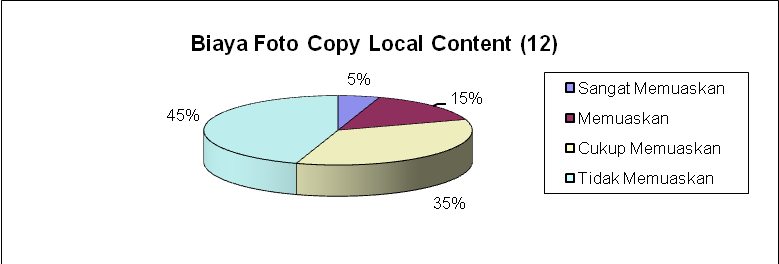 Biaya Foto Copy Local Content (12)
5%
15%
45%
35%
Sangat Memuaskan
Memuaskan
Cukup Memuaskan
Tidak Memuaskan